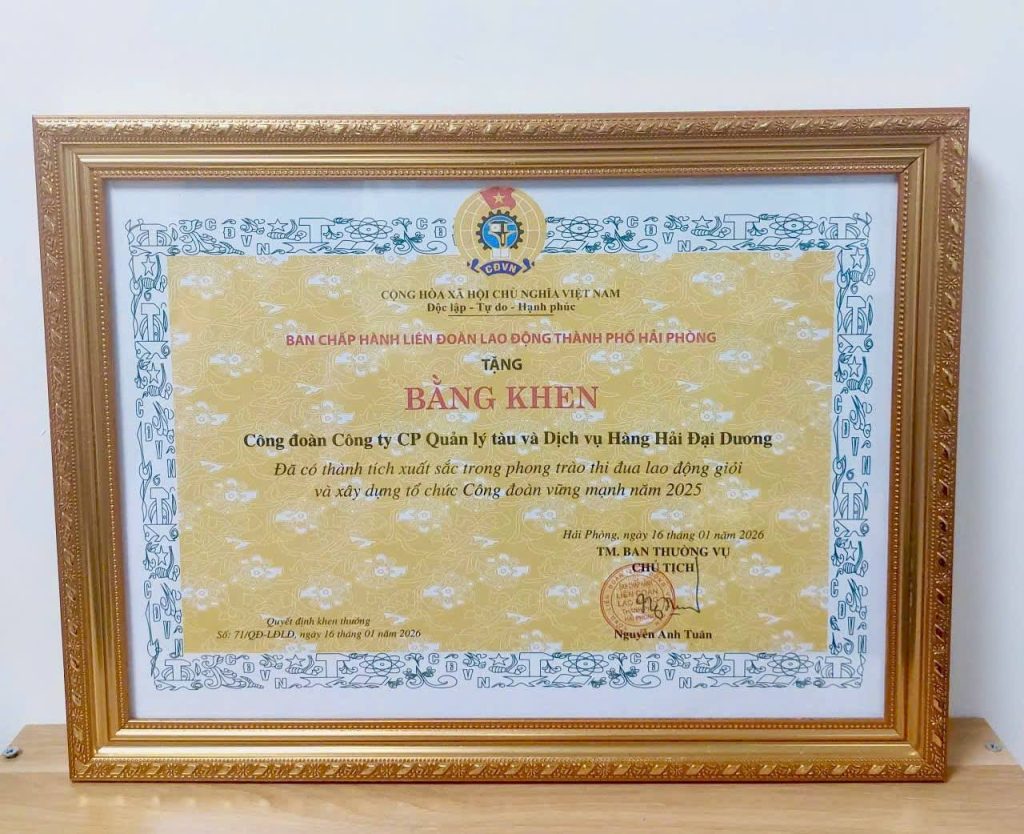 CĐVN
CỘNG HÒA XÃ HỘI CHỦ NGHĨA VIỆT NAM
Độc lập - Tự do - Hạnh phúc
BAN CHẤP HÀNH LIÊN ĐOÀN LAO ĐỘNG THÀNH PHỐ HẢI PHÒNG
TẶNG
BẰNG KHEN
Công đoàn Công ty CP Quản lý tàu và Dịch vụ Hàng Hải Đại Dương
Đã có thành tích xuất sắc trong phong trào thi đua lao động giỏi
và xây dựng tổ chức Công đoàn vững mạnh năm 2025
Hải Phòng, ngày 16 tháng 01 năm 2026
TM. BAN THƯỜNG VỤ
CHỦ TỊCH
LIÊN ĐOÀN
LAO
Nguyễn Anh Tuân
Quyết định khen thưởng
Số: 71/QĐ-LĐLĐ, ngày 16 tháng 01 năm 2026